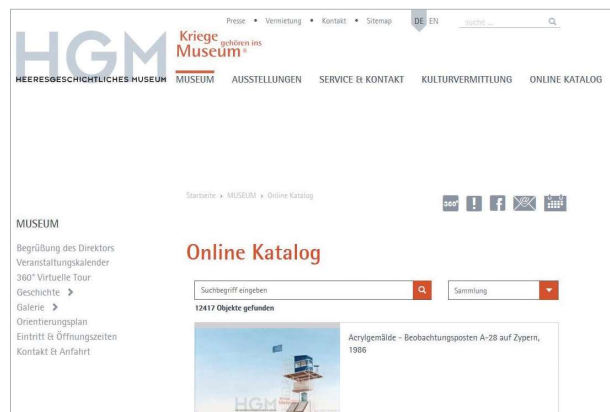 Presse • Vermietung • Kontakt • Sitemap DE EN suche ...
HGM
HEERESGESCHICHTLICHES MUSEUM
Kriege
gehören ins
Museum
MUSEUM AUSSTELLUNGEN SERVICE & KONTAKT KULTURVERMITTLUNG ONLINE KATALOG
Startseite › MUSEUM › Online Katalog
360°
MUSEUM
Begrüßung des Direktors
Veranstaltungskalender
360° Virtuelle Tour
Geschichte
Galerie
Orientierungsplan
Eintritt & Öffnungszeiten
Kontakt & Anfahrt
Online Katalog
Suchbegriff eingeben
Sammlung
12417 Objekte gefunden
Acrylgemälde - Beobachtungsposten A-28 auf Zypern,
1986
HGM